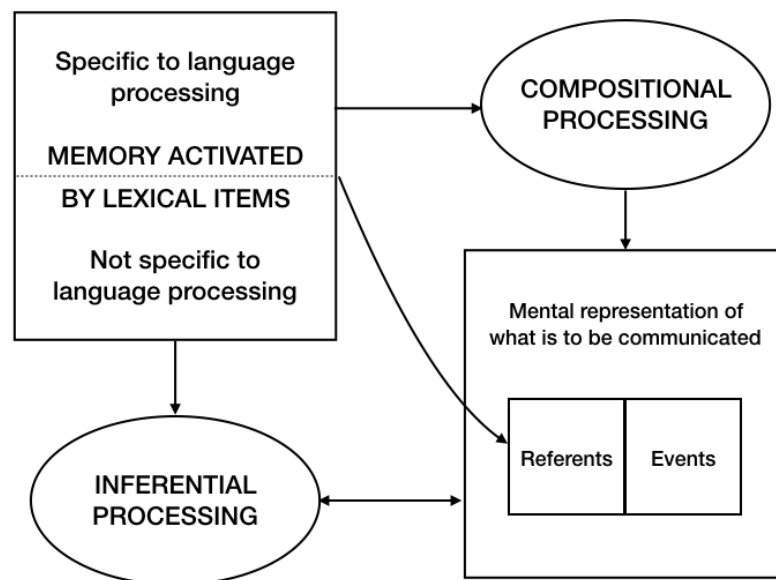 Specific to language
processing
MEMORY ACTIVATED
BY LEXICAL ITEMS
Not specific to
language processing
COMPOSITIONAL
PROCESSING
Mental representation of
what is to be communicated
Referents
Events
INFERENTIAL
PROCESSING